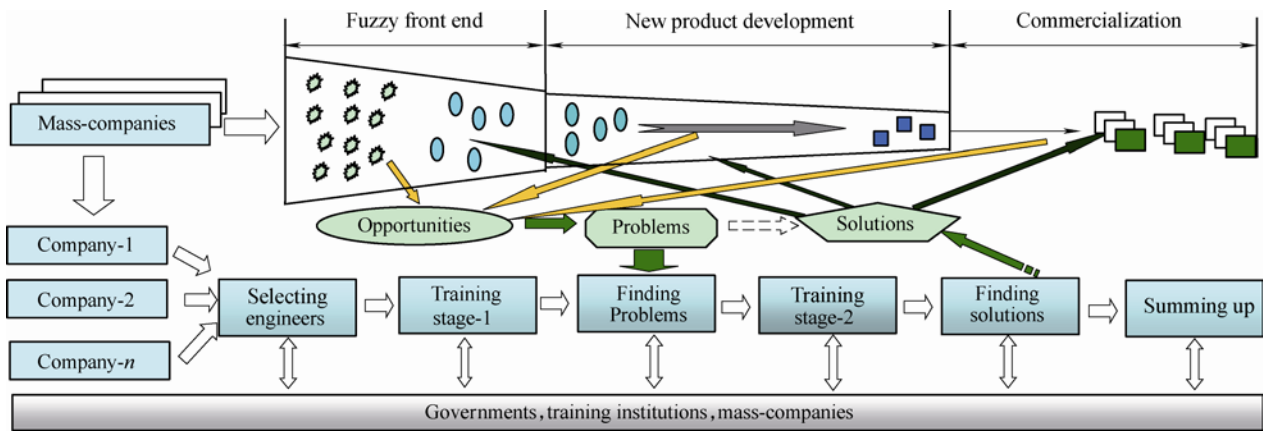 Fuzzy front end
New product development
Commercialization
Mass-companies
Opportunities
Problems
Solutions
Company-1
Company-2
Company-n
Selecting
engineers
Training
stage-1
Finding
Problems
Training
stage-2
Finding
solutions
Summing up
Governments, training institutions, mass-companies